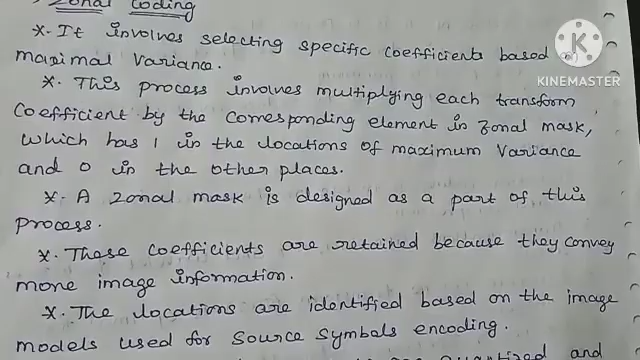 Zonal Coding
*. It involves selecting specific coefficients based on
maximal variance.
*. This process involves multiplying each transform
coefficient by the corresponding element in zonal mask,
which has 1 in the locations of maximum variance
and 0 in the other places.
*. A zonal mask is designed as a part of this
process.
*. These coefficients are retained because they convey
more image information.
*. The locations are identified based on the image
models used for source symbols encoding.
quantized and
KINEMASTER